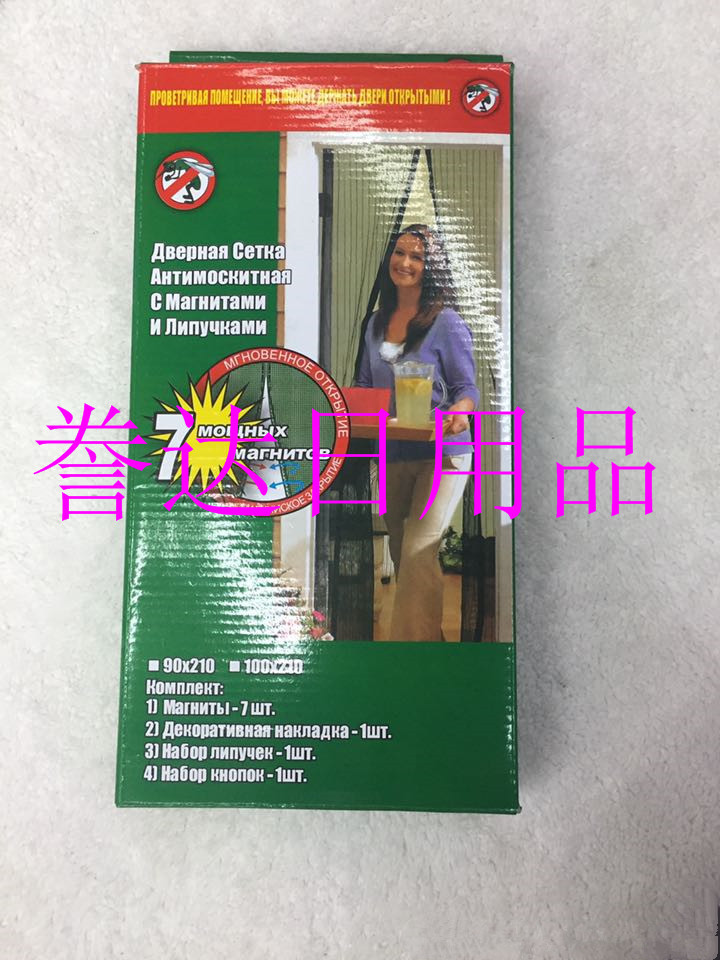 ПРОВЕТРИВАЯ ПОМЕЩЕНИЕ, ВЫ МОЖЕТЕ ДЕРЖАТЬ ДВЕРИ ОТКРЫТЫМИ!
Дверная Сетка
Антимоскитная
С Магнитами
И Липучками
МГНОВЕННОЕ ОТКРЫТИЕ
7 мощных
магнитов
ЗАКРЫТИЕ
誉达日用品
90x210 100x210
Комплект:
1) Магниты - 7 шт.
2) Декоративная накладка - 1шт.
3) Набор липучек - 1шт.
4) Набор кнопок - 1шт.